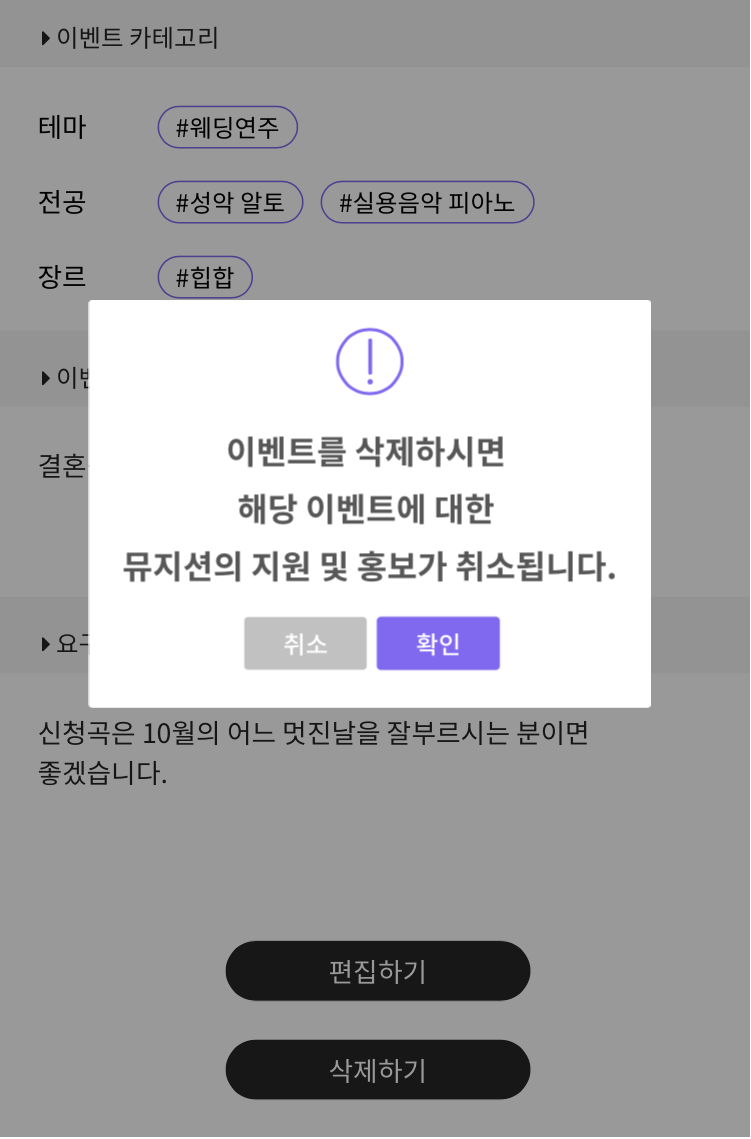 이벤트 카테고리
테마 #웨딩연주
전공 #성악 알토 #실용음악 피아노
장르 #힙합
결혼
이벤트를 삭제하시면
해당 이벤트에 대한
뮤지션의 지원 및 홍보가 취소됩니다.
취소 확인
신청곡은 10월의 어느 멋진날을 잘부르시는 분이면
좋겠습니다.
편집하기
삭제하기